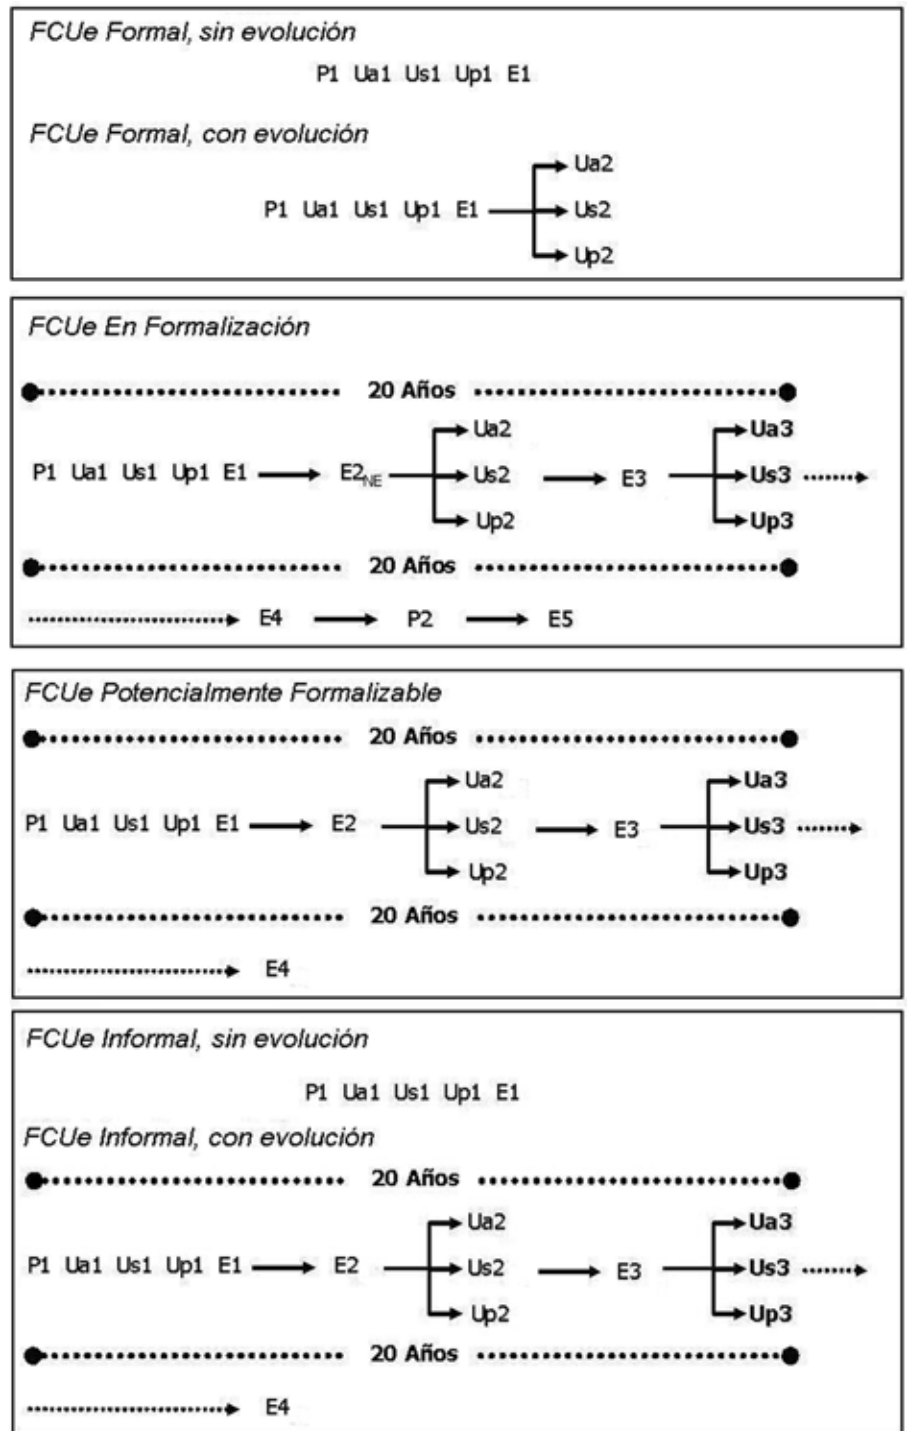 FCUe Formal, sin evolución
P1 Ua1 Us1 Up1 E1
FCUe Formal, con evolución
Ua2
P1 Ua1 Us1 Up1 E1 Us2
Up2
FCUe En Formalización
20 Años
Ua2 Ua3
P1 Ua1 Us1 Up1 E1 E2NE Us2 E3 Us3
Up2 Up3
20 Años
E4 P2 E5
FCUe Potencialmente Formalizable
20 Años
Ua2 Ua3
P1 Ua1 Us1 Up1 E1 E2 Us2 E3 Us3
Up2 Up3
20 Años
E4
FCUe Informal, sin evolución
P1 Ua1 Us1 Up1 E1
FCUe Informal, con evolución
20 Años
Ua2 Ua3
P1 Ua1 Us1 Up1 E1 E2 Us2 E3 Us3
Up2 Up3
20 Años
E4